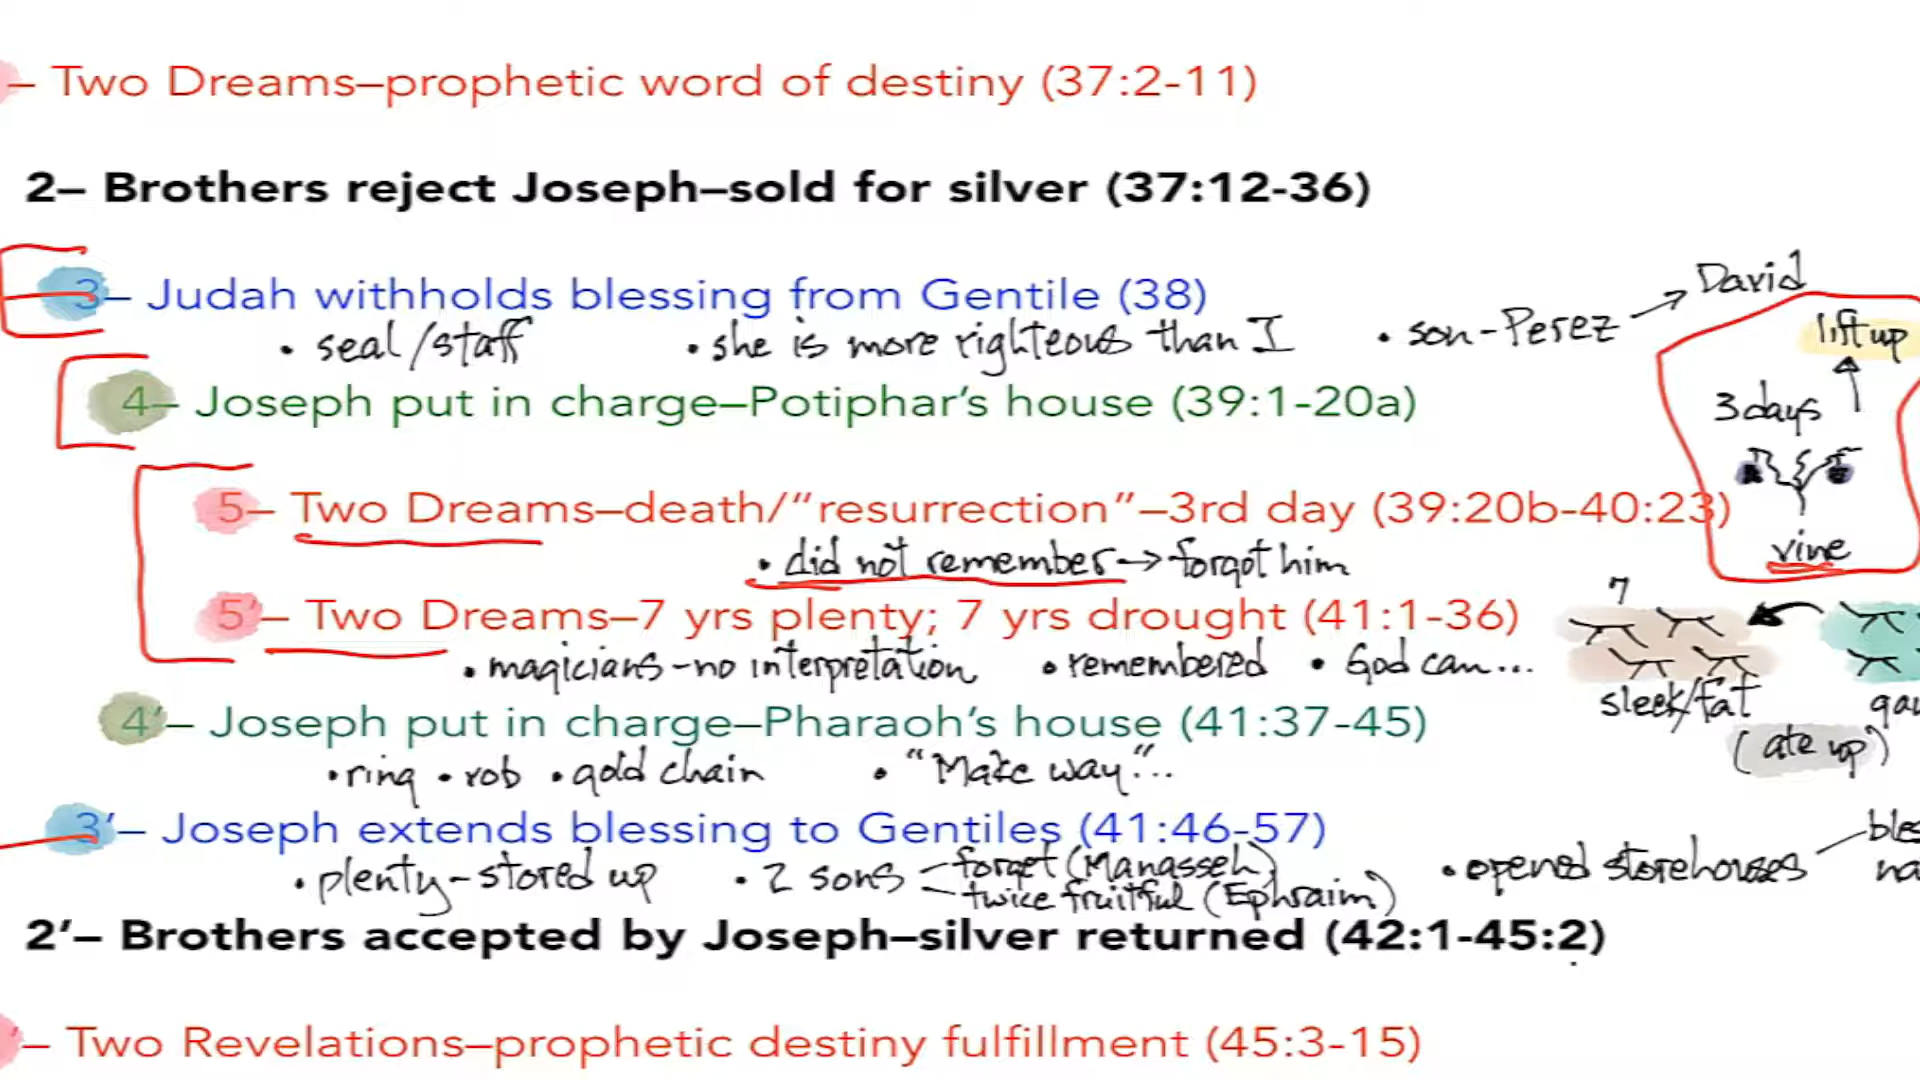 – Two Dreams–prophetic word of destiny (37:2-11)
2– Brothers reject Joseph–sold for silver (37:12-36)
3– Judah withholds blessing from Gentile (38)
• seal/staff • she is more righteous than I • son-Perez → David
lift up
3 days
vine
4– Joseph put in charge–Potiphar's house (39:1-20a)
5– Two Dreams–death/“resurrection”–3rd day (39:20b-40:23)
• did not remember → forgot him
5'– Two Dreams–7 yrs plenty; 7 yrs drought (41:1-36)
• magicians-no interpretation • remembered • God can...
7
sleek/fat
(ate up)
4'– Joseph put in charge–Pharaoh's house (41:37-45)
• ring • rob • gold chain • “Make way”...
3'– Joseph extends blessing to Gentiles (41:46-57)
• plenty-stored up • 2 sons - forget (Manasseh)
- twice fruitful (Ephraim)
• opened storehouses
2'– Brothers accepted by Joseph–silver returned (42:1-45:2)
'– Two Revelations–prophetic destiny fulfillment (45:3-15)